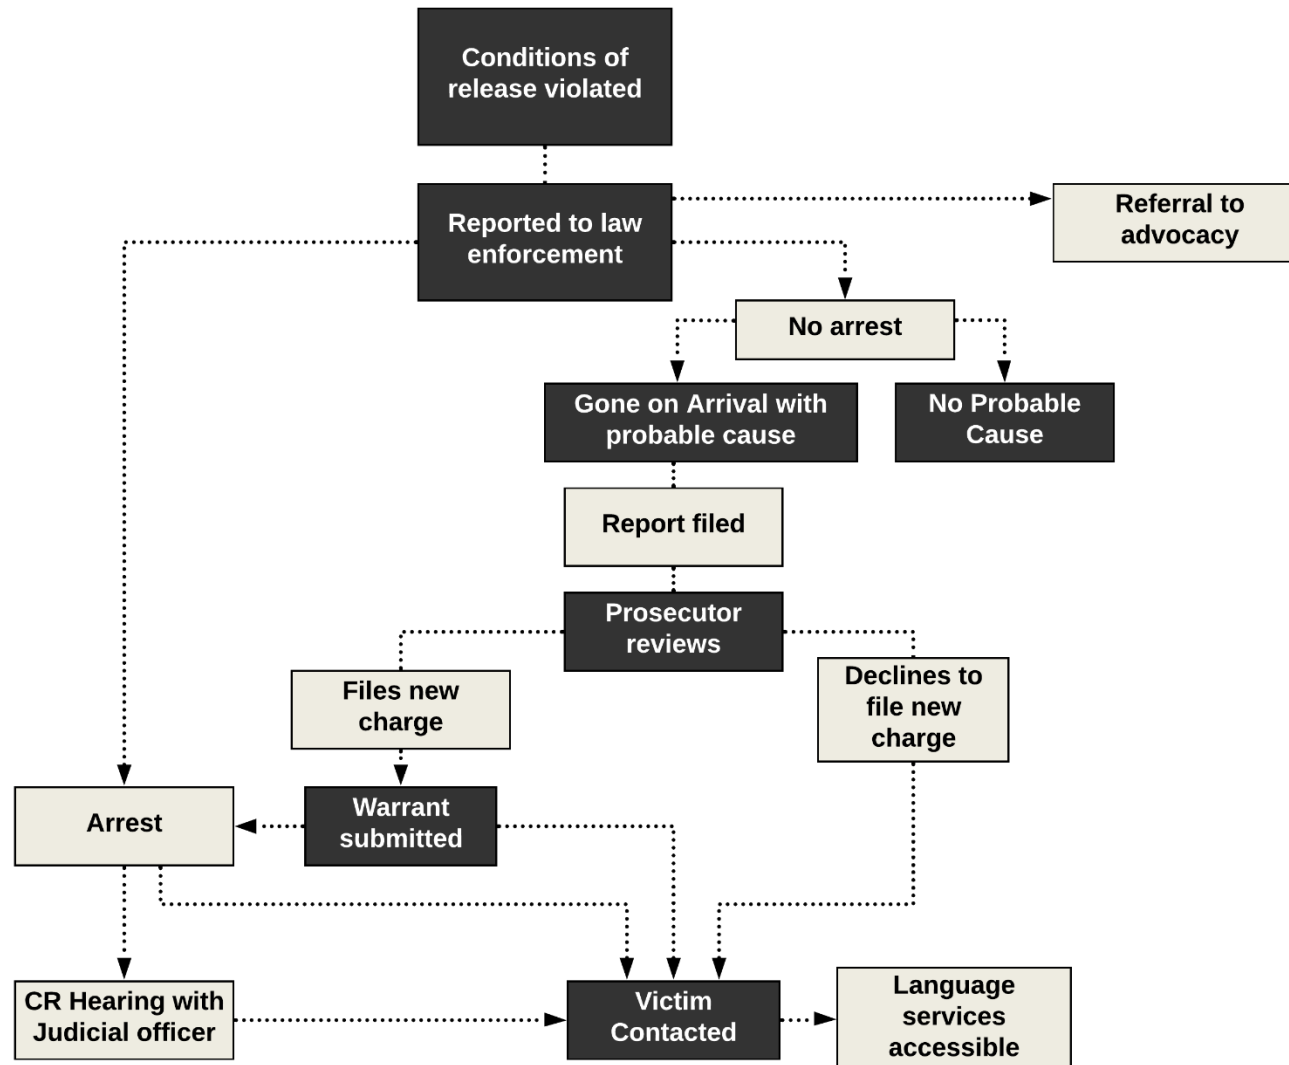 Conditions of
release violated
Reported to law
enforcement
Referral to
advocacy
No arrest
Gone on Arrival with
probable cause
No Probable
Cause
Report filed
Prosecutor
reviews
Files new
charge
Declines to
file new
charge
Arrest
Warrant
submitted
CR Hearing with
Judicial officer
Victim
Contacted
Language
services
accessible